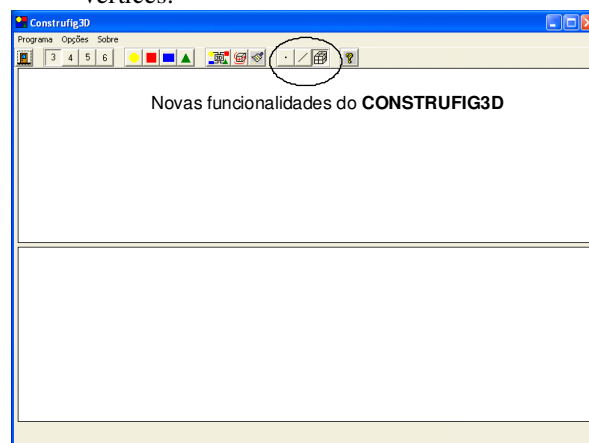 vértices.
Construfig3D
Programa Opções Sobre
3 4 5 6 ?
Novas funcionalidades do CONSTRUFIG3D